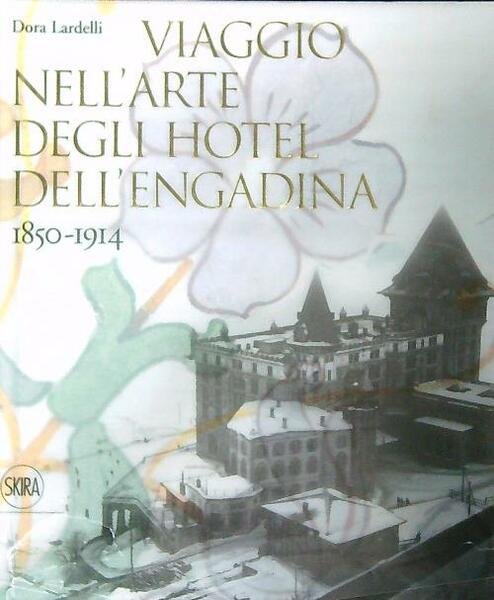 Dora Lardelli
VIAGGIO
NELL'ARTE
DEGLI HOTEL
DELL'ENGADINA
1850-1914
SKIRA